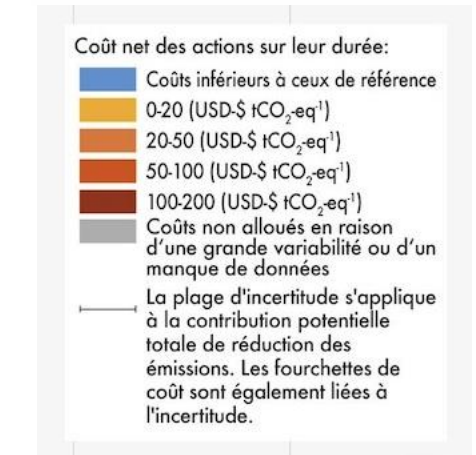 Coût net des actions sur leur durée:
Coûts inférieurs à ceux de référence
0-20 (USD-$ tCO₂-eq⁻¹)
20-50 (USD-$ tCO₂-eq⁻¹)
50-100 (USD-$ tCO₂-eq⁻¹)
100-200 (USD-$ tCO₂-eq⁻¹)
Coûts non alloués en raison
d'une grande variabilité ou d'un
manque de données
La plage d'incertitude s'applique
à la contribution potentielle
totale de réduction des
émissions. Les fourchettes de
coût sont également liées à
l'incertitude.